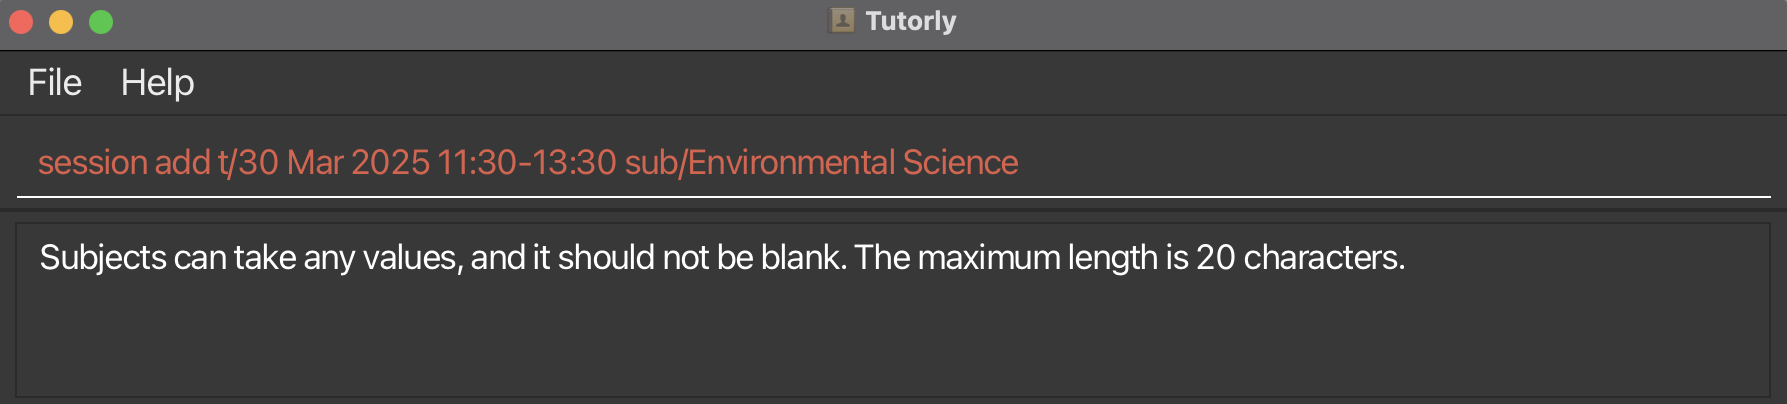 Tutorly
File Help
session add t/30 Mar 2025 11:30-13:30 sub/Environmental Science
Subjects can take any values, and it should not be blank. The maximum length is 20 characters.